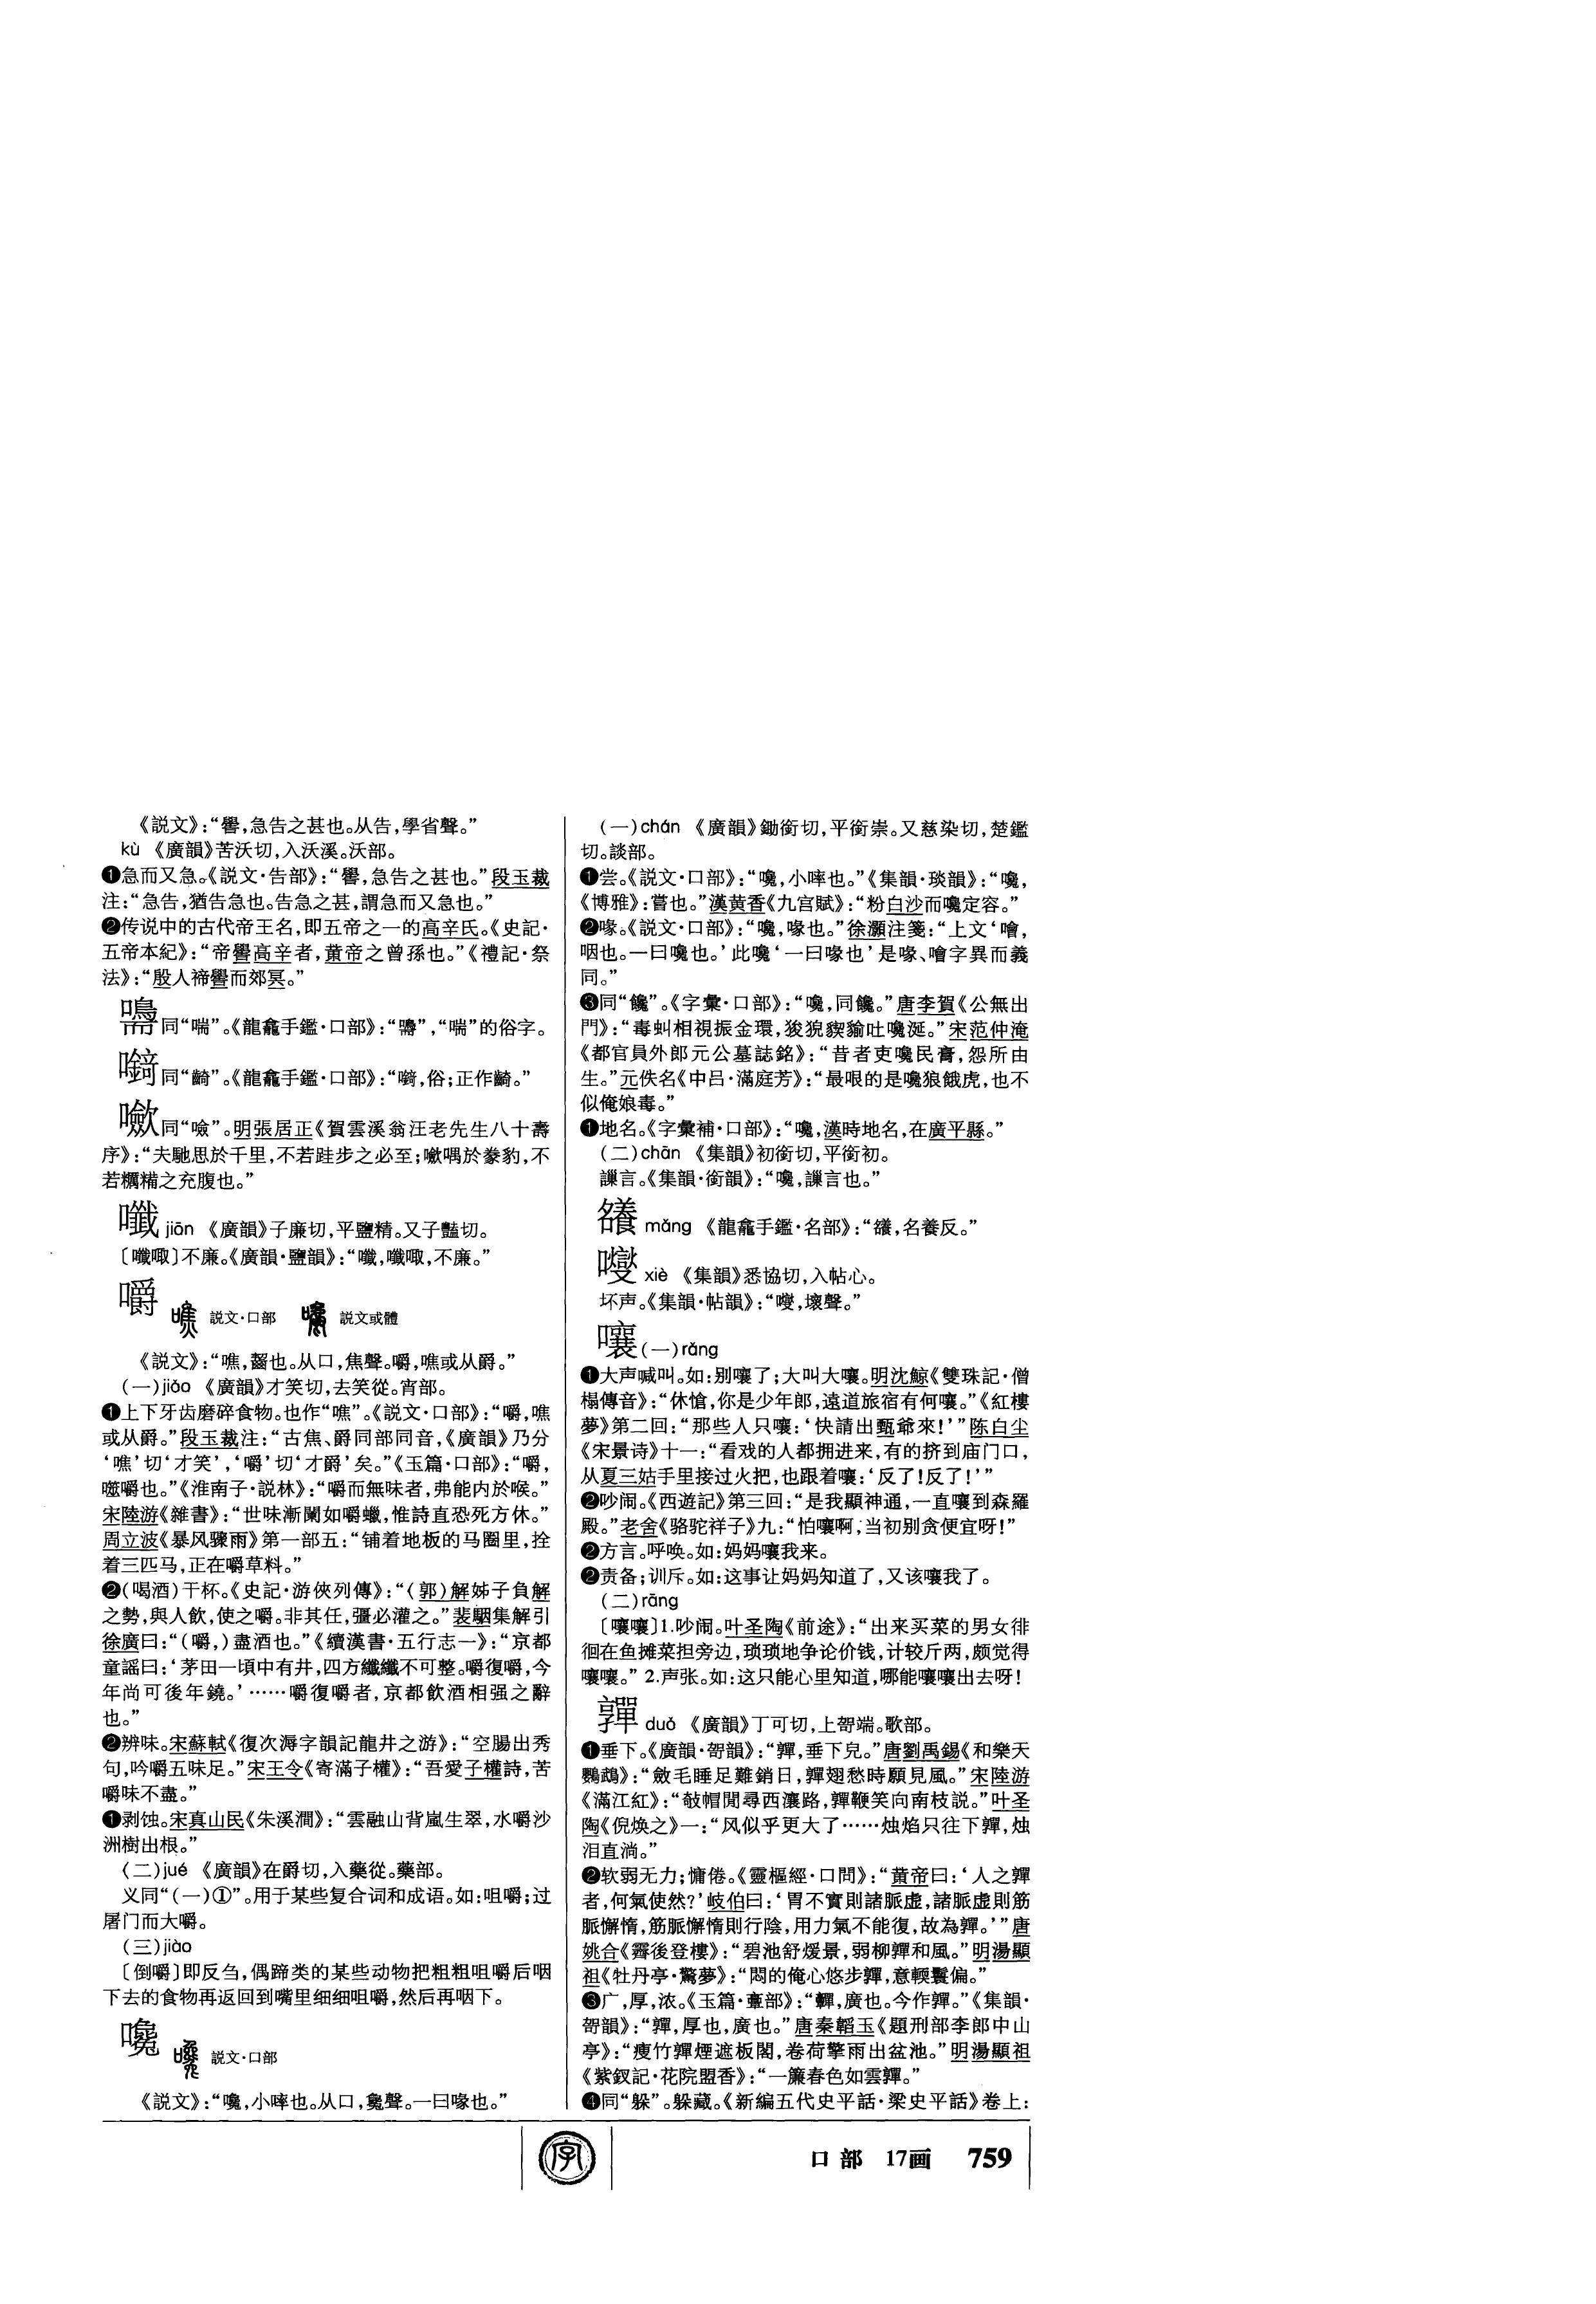 《説文》：“嚳，急告之甚也。从告，學省聲。”
kù 《廣韻》苦沃切，入沃溪。沃部。
❶急而又急。《説文·告部》：“嚳，急告之甚也。”段玉裁
注：“急告，猶告急也。告急之甚，謂急而又急也。”
❷传说中的古代帝王名，即五帝之一的高辛氏。《史記·
五帝本紀》：“帝嚳高辛者，黄帝之曾孫也。”《禮記·祭
法》：“殷人禘嚳而郊冥。”
同“喘”。《龍龕手鑑·口部》：“”，“喘”的俗字。
同“齮”。《龍龕手鑑·口部》：“，俗；正作齮。”
同“噞”。明張居正《賀雲溪翁汪老先生八十壽
序》：“夫馳思於千里，不若跬步之必至；喁於豢豹，不
若糲糒之充腹也。”
嚵 jiān 《廣韻》子廉切，平鹽精。又子豔切。
〔噉〕不廉。《廣韻·鹽韻》：“，不廉。”
嚼 説文·口部 説文或體
《説文》：“噍，齧也。从口，焦聲。嚼，噍或从爵。”
（一）jiáo 《廣韻》才笑切，去笑從。宵部。
❶上下牙齿磨碎食物。也作“噍”。《説文·口部》：“嚼，噍
或从爵。”段玉裁注：“古焦、爵同部同音，《廣韻》乃分
‘噍’切‘才笑’，‘嚼’切‘才爵’矣。”《玉篇·口部》：“嚼，
噬嚼也。”《淮南子·説林》：“嚼而無味者，弗能内於喉。”
宋陸游《雜書》：“世味漸闌如嚼蠟，惟詩直恐死方休。”
周立波《暴风骤雨》第一部五：“铺着地板的马圈里，拴
着三匹马，正在嚼草料。”
❷（喝酒）干杯。《史記·游俠列傳》：“（郭）解姊子負解
之勢，與人飲，使之嚼。非其任，彊必灌之。”裴駰集解引
徐廣曰：“（嚼，）盡酒也。”《續漢書·五行志一》：“京都
童謡曰：‘茅田一頃中有井，四方纖纖不可整。嚼復嚼，今
年尚可後年鐃。’……嚼復嚼者，京都飲酒相强之辭
也。”
❷辨味。宋蘇軾《復次韻記龍井之游》：“空腸出秀
句，吟嚼五味足。”宋王令《寄滿子權》：“吾愛子權詩，苦
嚼味不盡。”
❶剥蚀。宋真山民《朱溪澗》：“雲融山背嵐生翠，水嚼沙
洲樹出根。”
（二）jué 《廣韻》在爵切，入藥從。藥部。
义同“（一）①”。用于某些复合词和成语。如：咀嚼；过
屠门而大嚼。
（三）jiào
〔倒嚼〕即反刍，偶蹄类的某些动物把粗粗咀嚼后咽
下去的食物再返回到嘴里细细咀嚼，然后再咽下。
嚵 説文·口部
《説文》：“嚵，小啐也。从口，毚聲。一曰喙也。”
（一）chán 《廣韻》鋤銜切，平銜崇。又慈染切，楚鑑
切。談部。
❶尝。《説文·口部》：“嚵，小啐也。”《集韻·琰韻》：“嚵，
《博雅》：嘗也。”漢黄香《九宫賦》：“粉白沙而嚵定容。”
❷喙。《説文·口部》：“嚵，喙也。”徐灝注箋：“上文‘噲，
咽也。一曰嚵也。’此嚵‘一曰喙也’是喙、噲字異而義
同。”
❸同“饞”。《字彙·口部》：“嚵，同饞。”唐李賀《公無出
門》：“毒虯相視振金環，狻猊猰貐吐嚵涎。”宋范仲淹
《都官員外郎元公墓誌銘》：“昔者吏嚵民膏，怨所由
生。”元佚名《中吕·滿庭芳》：“最哏的是嚵狼餓虎，也不
似俺娘毒。”
❶地名。《字彙補·口部》：“嚵，漢時地名，在廣平縣。”
（二）chān 《集韻》初銜切，平銜初。
譧言。《集韻·銜韻》：“嚵，譧言也。”
mǎng 《龍龕手鑑·名部》：“，名養反。”
xiè 《集韻》悉協切，入帖心。
坏声。《集韻·帖韻》：“，壞聲。”
嚷（一）rǎng
❶大声喊叫。如：别嚷了；大叫大嚷。明沈鯨《雙珠記·僧
榻傳音》：“休愴，你是少年郎，遠道旅宿有何嚷。”《紅樓
夢》第二回：“那些人只嚷：‘快請出甄爺來！’”陈白尘
《宋景诗》十一：“看戏的人都拥进来，有的挤到庙门口，
从夏三姑手里接过火把，也跟着嚷：‘反了！反了！’”
❷吵闹。《西遊記》第三回：“是我顯神通，一直嚷到森羅
殿。”老舍《骆驼祥子》九：“怕嚷啊，当初别贪便宜呀！”
❷方言。呼唤。如：妈妈嚷我来。
❷责备；训斥。如：这事让妈妈知道了，又该嚷我了。
（二）rāng
〔嚷嚷〕1.吵闹。叶圣陶《前途》：“出来买菜的男女徘
徊在鱼摊菜担旁边，琐琐地争论价钱，计较斤两，颇觉得
嚷嚷。” 2.声张。如：这只能心里知道，哪能嚷嚷出去呀！
嚲 duǒ 《廣韻》丁可切，上哿端。歌部。
❶垂下。《廣韻·哿韻》：“嚲，垂下皃。”唐劉禹錫《和樂天
鸚鵡》：“斂毛睡足難銷日，嚲翅愁時願見風。”宋陸游
《滿江紅》：“攲帽閒尋西瀼路，嚲鞭笑向南枝説。”叶圣
陶《倪焕之》一：“风似乎更大了……烛焰只往下嚲，烛
泪直淌。”
❷软弱无力；慵倦。《靈樞經·口問》：“黄帝曰：‘人之嚲
者，何氣使然？’岐伯曰：‘胃不實則諸脈虚，諸脈虚則筋
脈懈惰，筋脈懈惰則行陰，用力氣不能復，故為嚲。’”唐
姚合《霽後登樓》：“碧池舒煖景，弱柳嚲和風。”明湯顯
祖《牡丹亭·驚夢》：“悶的俺心悠步嚲，意軟鬟偏。”
❸广，厚，浓。《玉篇·部》：“，廣也。今作嚲。”《集韻·
哿韻》：“嚲，厚也，廣也。”唐秦韜玉《題刑部李郎中山
亭》：“瘦竹嚲煙遮板閣，卷荷擎雨出盆池。”明湯顯祖
《紫釵記·花院盟香》：“一簾春色如雲嚲。”
❹同“躲”。躲藏。《新編五代史平話·梁史平話》卷上：
字
口部 17画 759